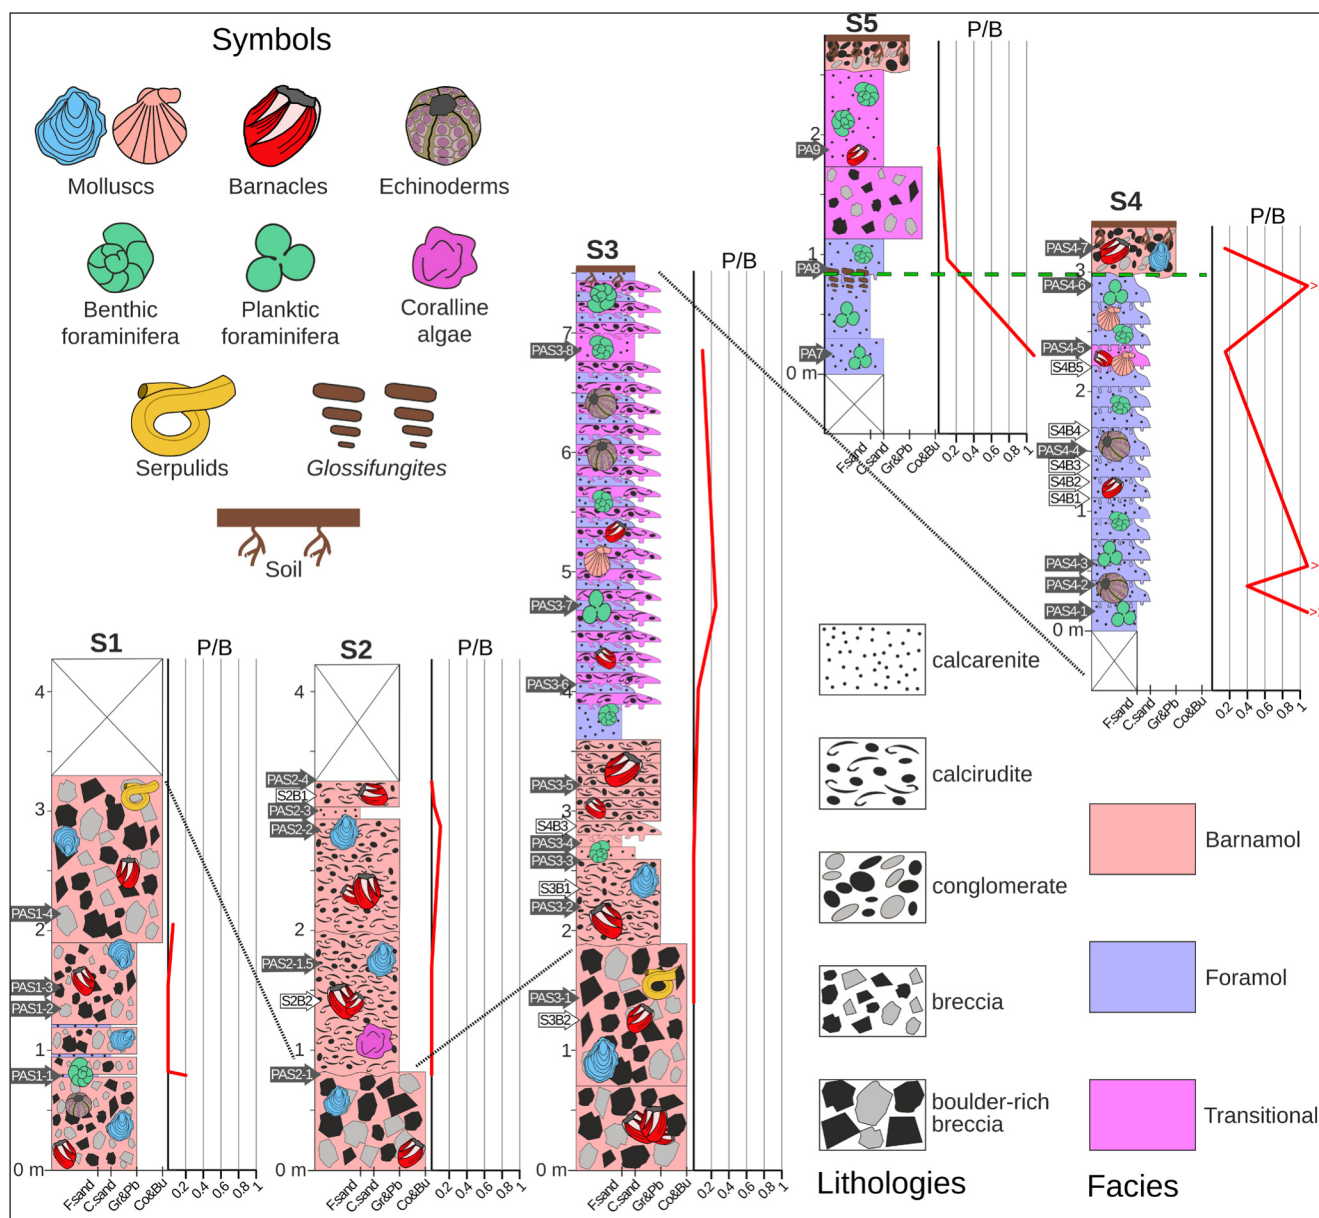 Symbols
Molluscs
Barnacles
Echinoderms
Benthic
foraminifera
Planktic
foraminifera
Coralline
algae
Serpulids
Glossifungites
Soil
S1
P/B
4
3
PAS1-4
2
PAS1-3
PAS1-2
1
PAS1-1
0 m
F.sand
C.sand
Gr&Pb
Co&Bu
0.2
0.4
0.6
0.8
1
S2
P/B
4
PAS2-4
S2B1
PAS2-3
3
PAS2-2
2
PAS2-1.5
S2B2
1
PAS2-1
0 m
F.sand
C.sand
Gr&Pb
Co&Bu
0.2
0.4
0.6
0.8
1
S3
P/B
7
PAS3-8
6
5
PAS3-7
4
PAS3-6
PAS3-5
3
S4B3
PAS3-4
PAS3-3
S3B1
PAS3-2
2
PAS3-1
S3B2
1
0 m
F.sand
C.sand
Gr&Pb
Co&Bu
0.2
0.4
0.6
0.8
1
S5
P/B
2
PA9
1
PA8
PA7
0 m
F.sand
C.sand
Gr&Pb
Co&Bu
0.2
0.4
0.6
0.8
1
S4
P/B
PAS4-7
3
PAS4-6
>
PAS4-5
S4B5
2
S4B4
PAS4-4
S4B3
S4B2
S4B1
1
PAS4-3
>
PAS4-2
PAS4-1
0 m
F.sand
C.sand
Gr&Pb
Co&Bu
0.2
0.4
0.6
0.8
1
calcarenite
calcirudite
conglomerate
breccia
boulder-rich
breccia
Lithologies
Barnamol
Foramol
Transitional
Facies